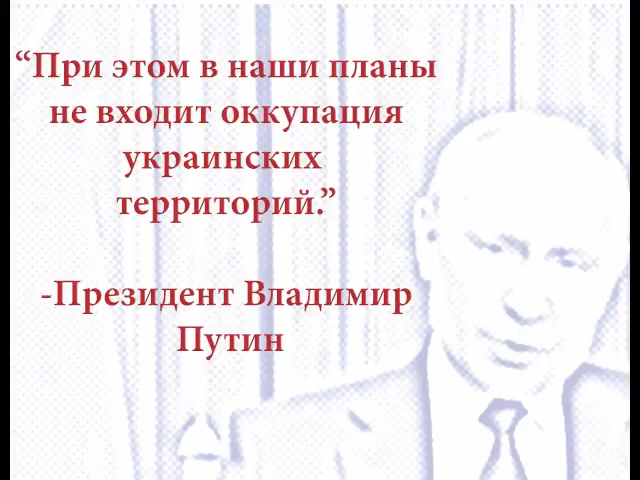 “При этом в наши планы
не входит оккупация
украинских
территорий.”
-Президент Владимир
Путин